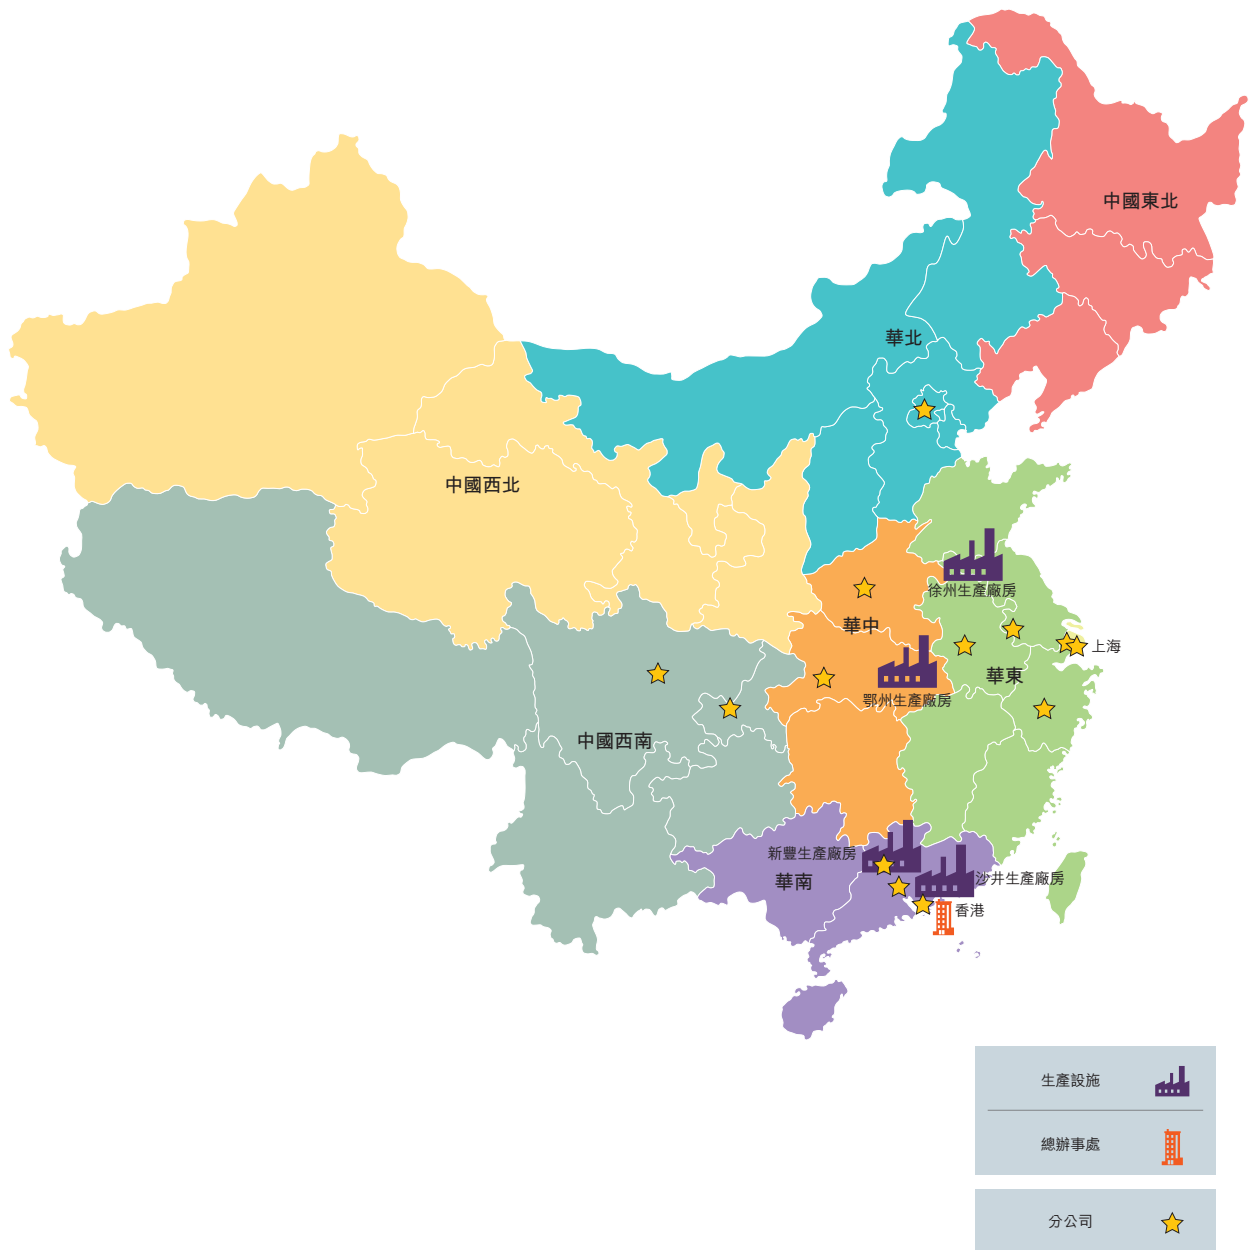 中國東北
華北
中國西北
徐州生產廠房
華中
上海
華東
鄂州生產廠房
中國西南
新豐生產廠房
華南
沙井生產廠房
香港
生產設施
總辦事處
分公司